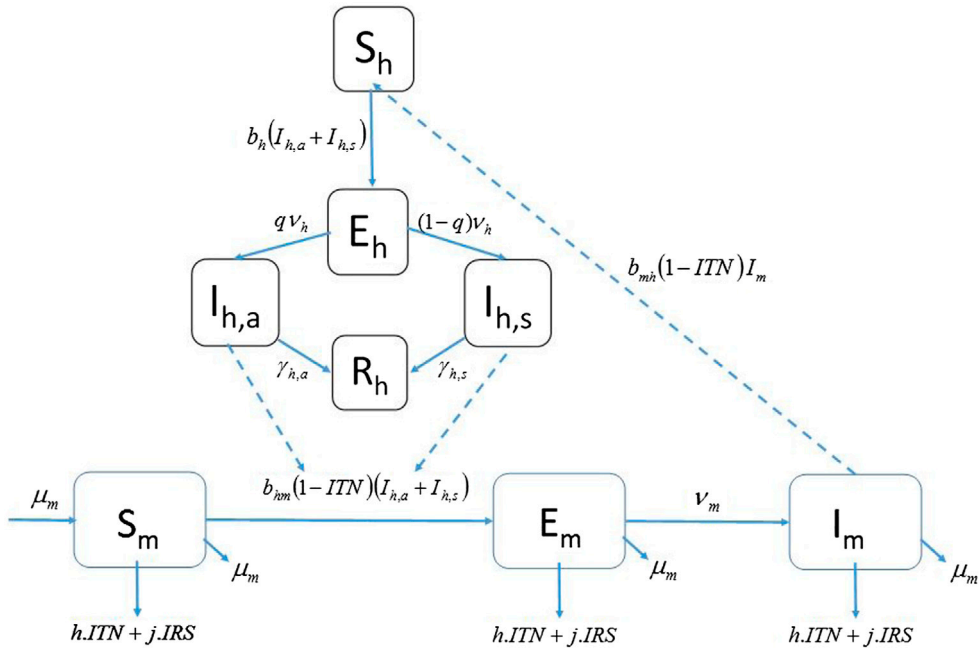 S_h
b_h(I_{h,a} + I_{h,s})
qν_h
E_h
(1-q)ν_h
I_{h,a}
I_{h,s}
b_{mh}(1-ITN)I_m
γ_{h,a}
R_h
γ_{h,s}
b_{hm}(1-ITN)(I_{h,a} + I_{h,s})
μ_m
S_m
E_m
ν_m
I_m
μ_m
μ_m
μ_m
h.ITN + j.IRS
h.ITN + j.IRS
h.ITN + j.IRS